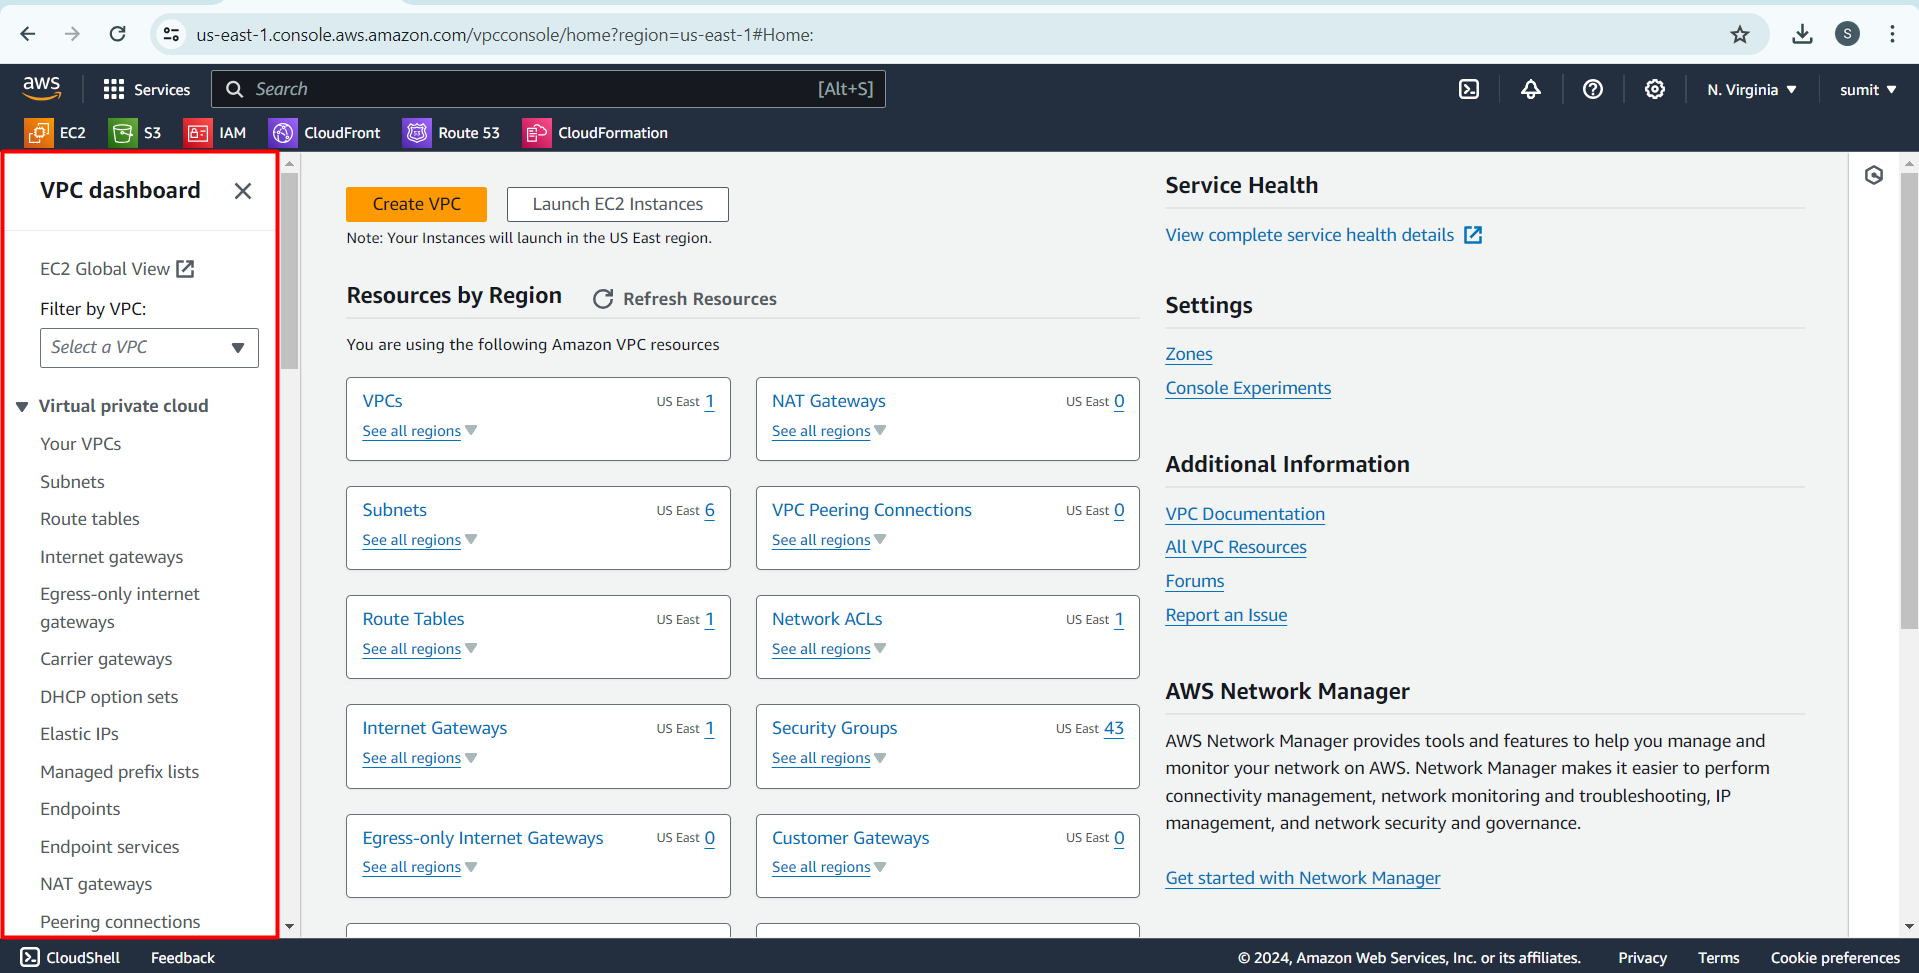 us-east-1.console.aws.amazon.com/vpcconsole/home?region=us-east-1#Home:
S
aws
Services
Search
[Alt+S]
N. Virginia
sumit
EC2
S3
IAM
CloudFront
53
Route 53
CloudFormation
VPC dashboard
EC2 Global View
Filter by VPC:
Select a VPC
Virtual private cloud
Your VPCs
Subnets
Route tables
Internet gateways
Egress-only internet
gateways
Carrier gateways
DHCP option sets
Elastic IPs
Managed prefix lists
Endpoints
Endpoint services
NAT gateways
Peering connections
Create VPC
Launch EC2 Instances
Note: Your Instances will launch in the US East region.
Resources by Region
Refresh Resources
You are using the following Amazon VPC resources
VPCs
US East 1
See all regions
NAT Gateways
US East 0
See all regions
Subnets
US East 6
See all regions
VPC Peering Connections
US East 0
See all regions
Route Tables
US East 1
See all regions
Network ACLs
US East 1
See all regions
Internet Gateways
US East 1
See all regions
Security Groups
US East 43
See all regions
Egress-only Internet Gateways
US East 0
See all regions
Customer Gateways
US East 0
See all regions
Service Health
View complete service health details
Settings
Zones
Console Experiments
Additional Information
VPC Documentation
All VPC Resources
Forums
Report an Issue
AWS Network Manager
AWS Network Manager provides tools and features to help you manage and
monitor your network on AWS. Network Manager makes it easier to perform
connectivity management, network monitoring and troubleshooting, IP
management, and network security and governance.
Get started with Network Manager
CloudShell
Feedback
© 2024, Amazon Web Services, Inc. or its affiliates.
Privacy
Terms
Cookie preferences